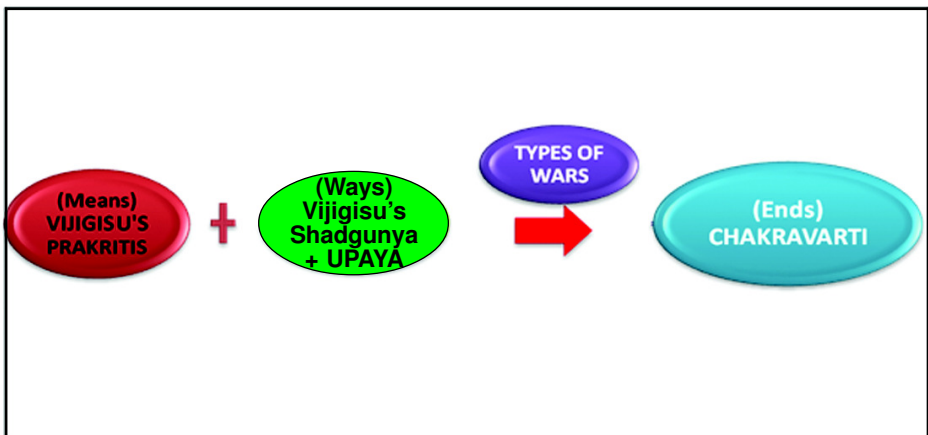 (Means)
VIJIGISU'S
PRAKRITIS
(Ways)
Vijigisu's
Shadgunya
+ UPAYA
TYPES OF
WARS
(Ends)
CHAKRAVARTI